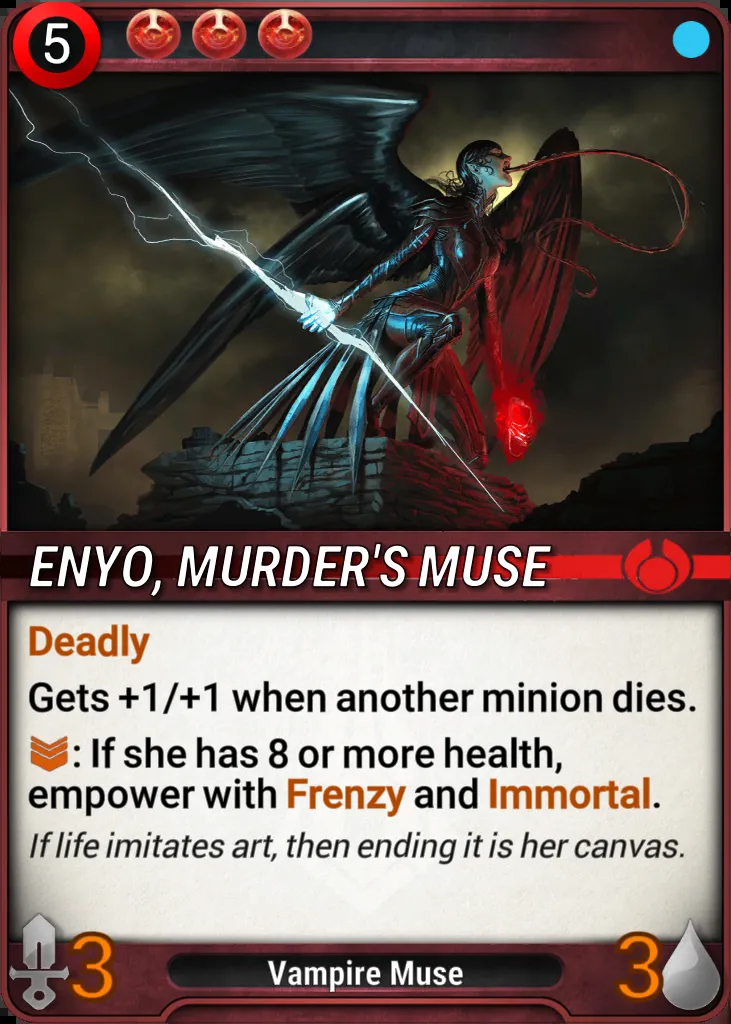 5
ENYO, MURDER'S MUSE
Deadly
Gets +1/+1 when another minion dies.
: If she has 8 or more health,
empower with Frenzy and Immortal.
If life imitates art, then ending it is her canvas.
3
Vampire Muse
3